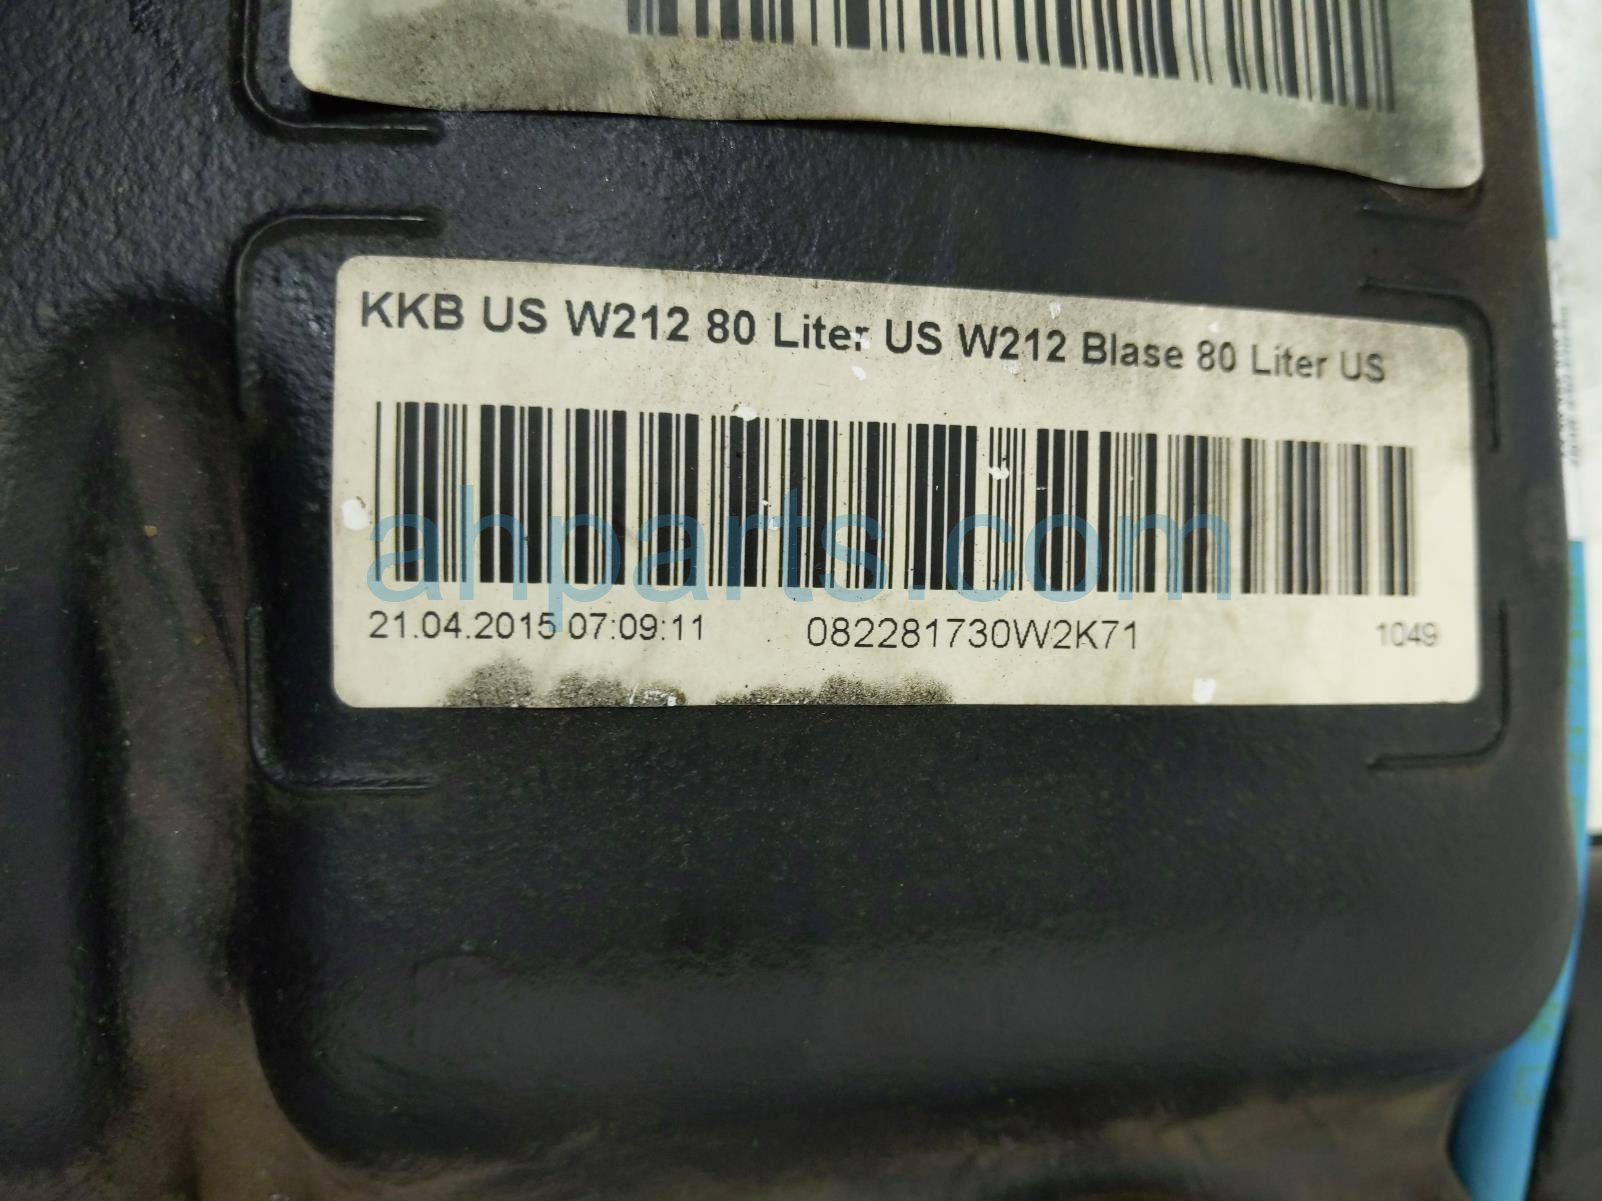 KKB US W212 80 Liter US W212 Blase 80 Liter US
ahparts.com
21.04.2015 07:09:11 082281730W2K71 1049